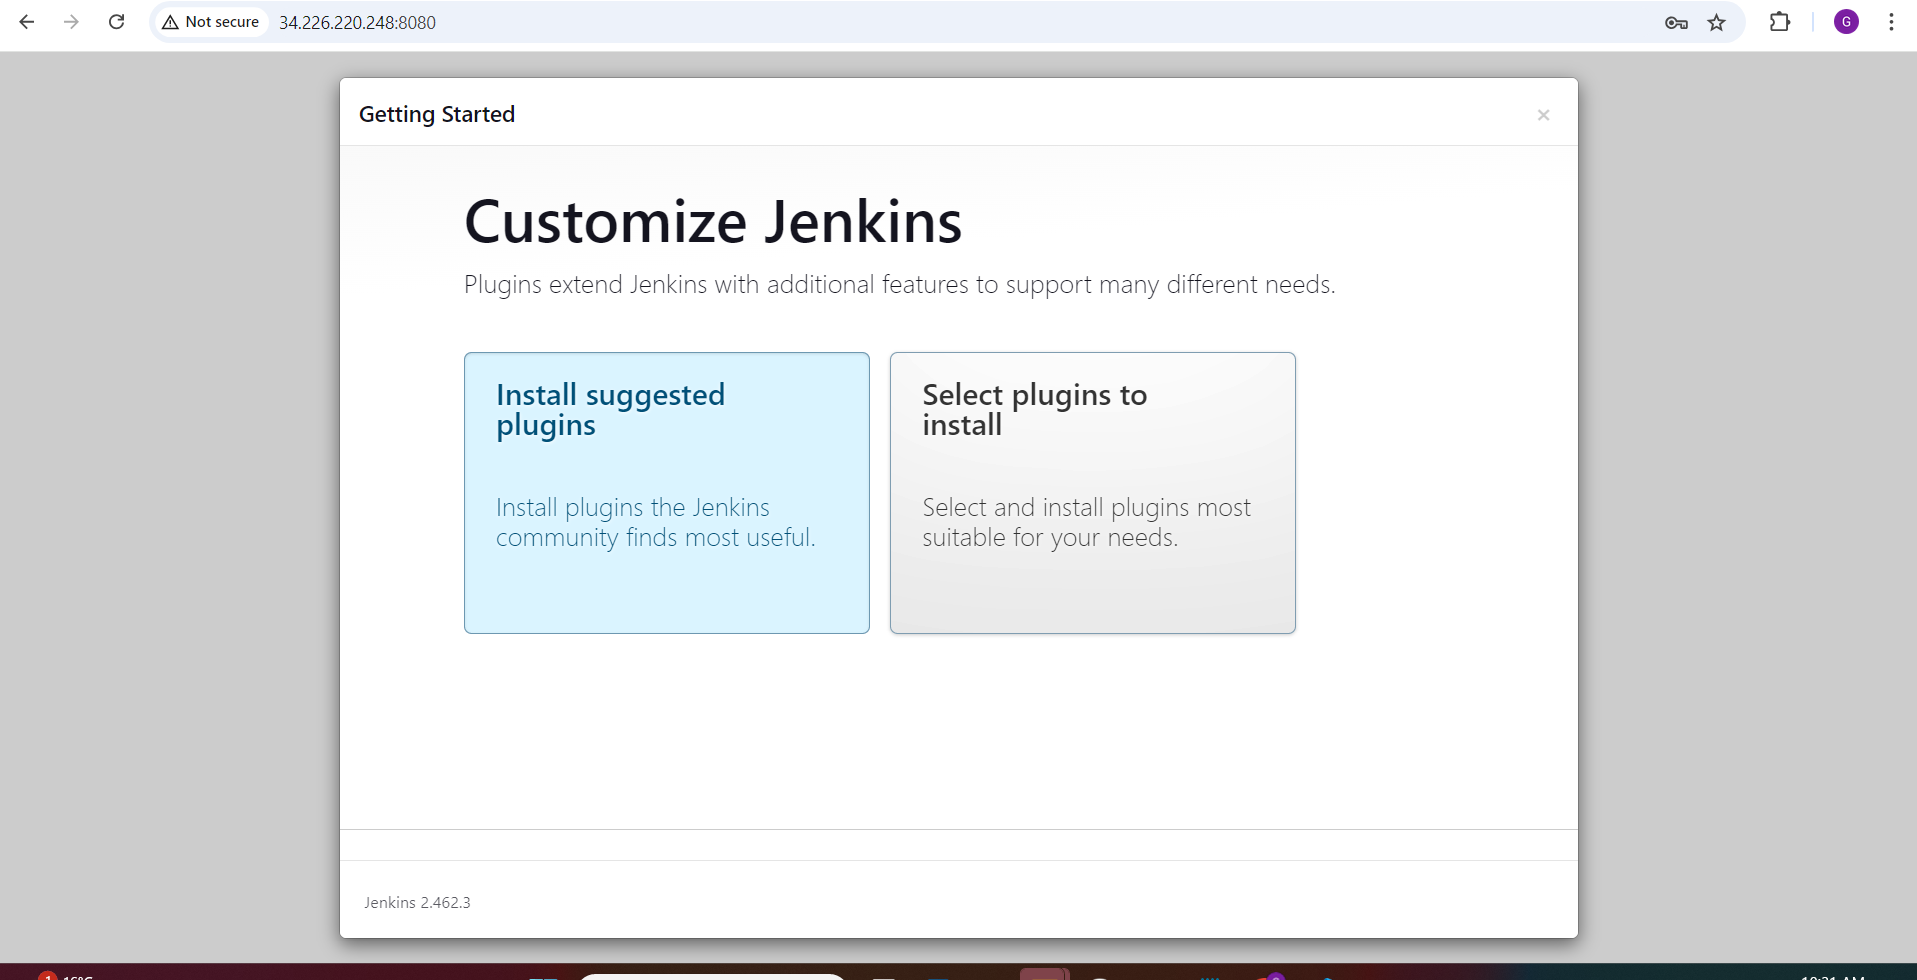 Not secure
34.226.220.248:8080
G
Getting Started
Customize Jenkins
Plugins extend Jenkins with additional features to support many different needs.
Install suggested
plugins
Install plugins the Jenkins
community finds most useful.
Select plugins to
install
Select and install plugins most
suitable for your needs.
Jenkins 2.462.3